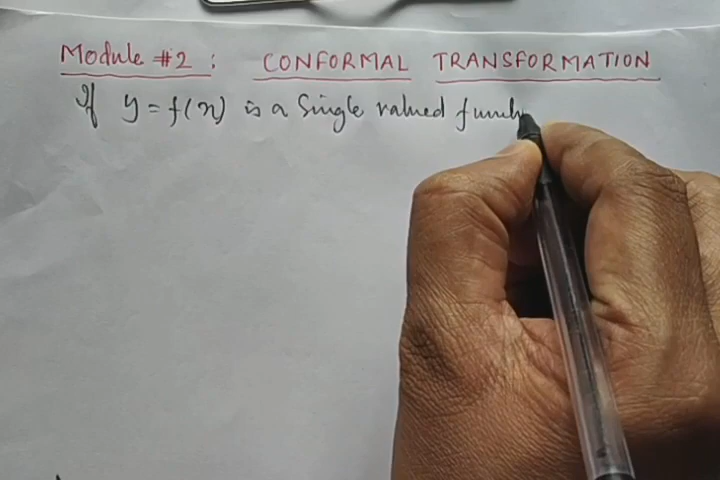 Module #2 : CONFORMAL TRANSFORMATION
If y = f(x) is a single valued